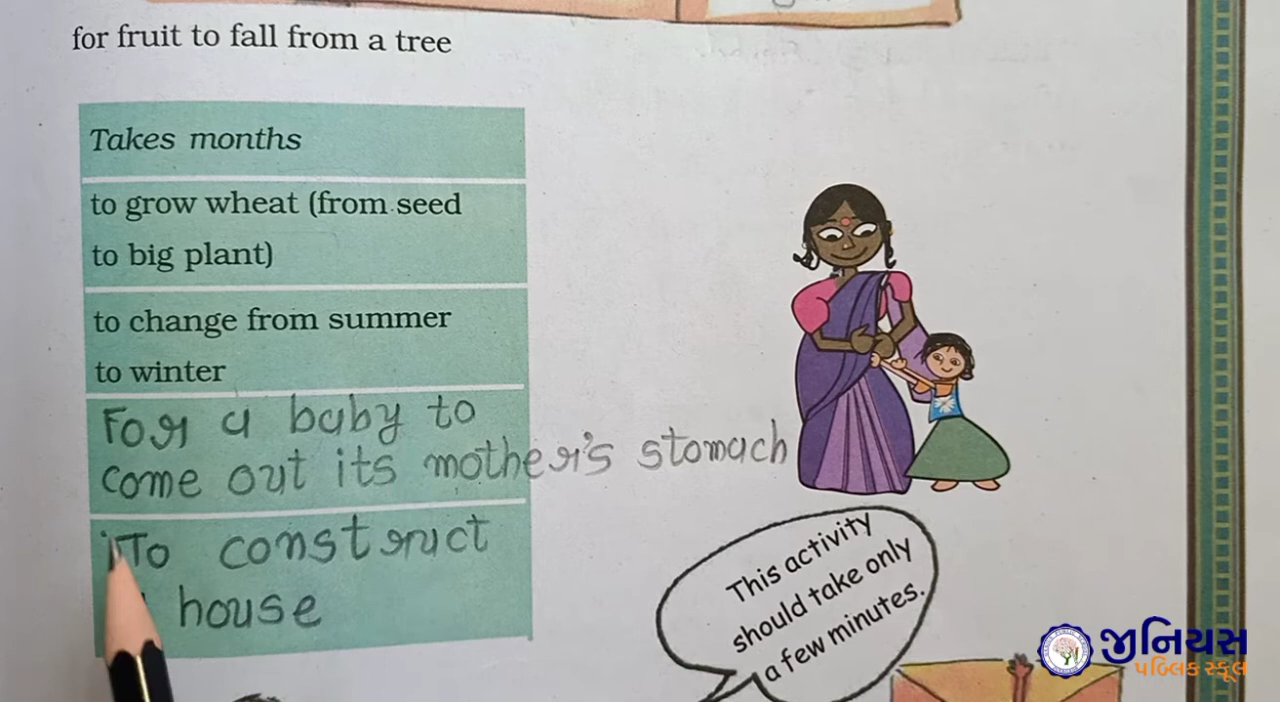 for fruit to fall from a tree
Takes months
to grow wheat (from seed
to big plant)
to change from summer
to winter
For a baby to
come out its mother's stomach
To construct
house
This activity
should take only
a few minutes.
જીનિયસ
પબ્લિક સ્કૂલ